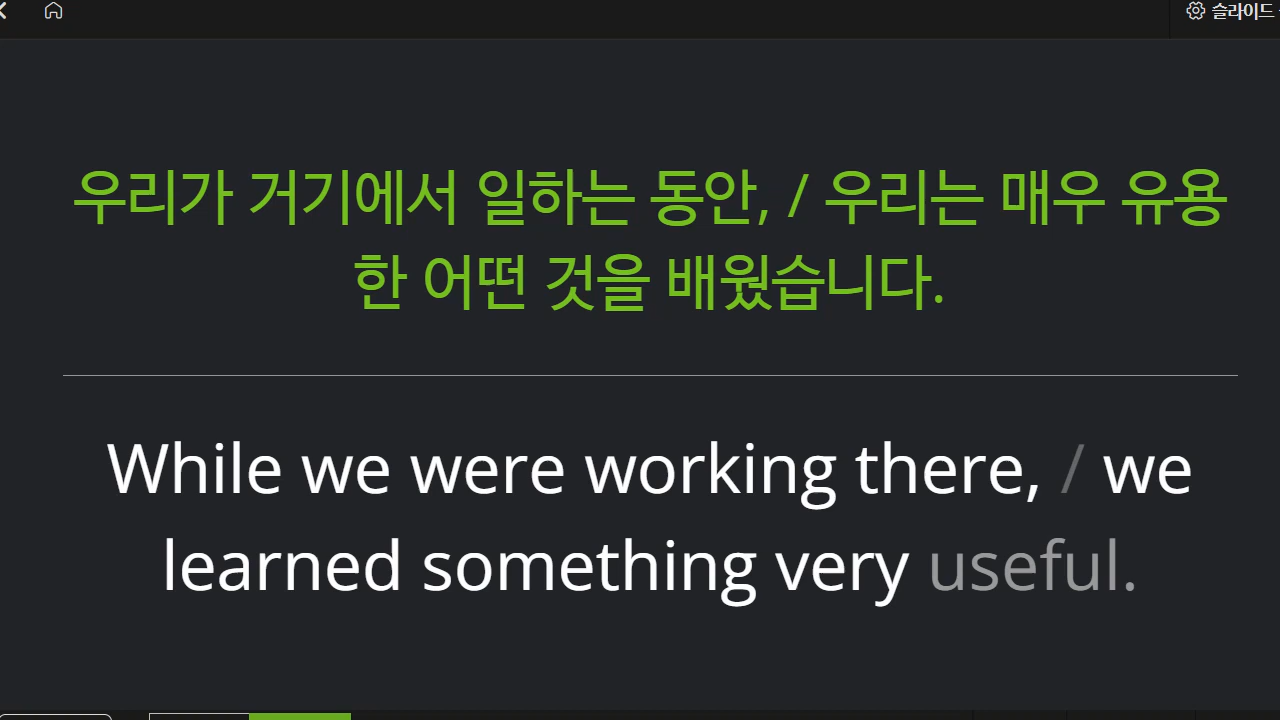 슬라이드
우리가 거기에서 일하는 동안, / 우리는 매우 유용
한 어떤 것을 배웠습니다.
While we were working there, / we
learned something very useful.